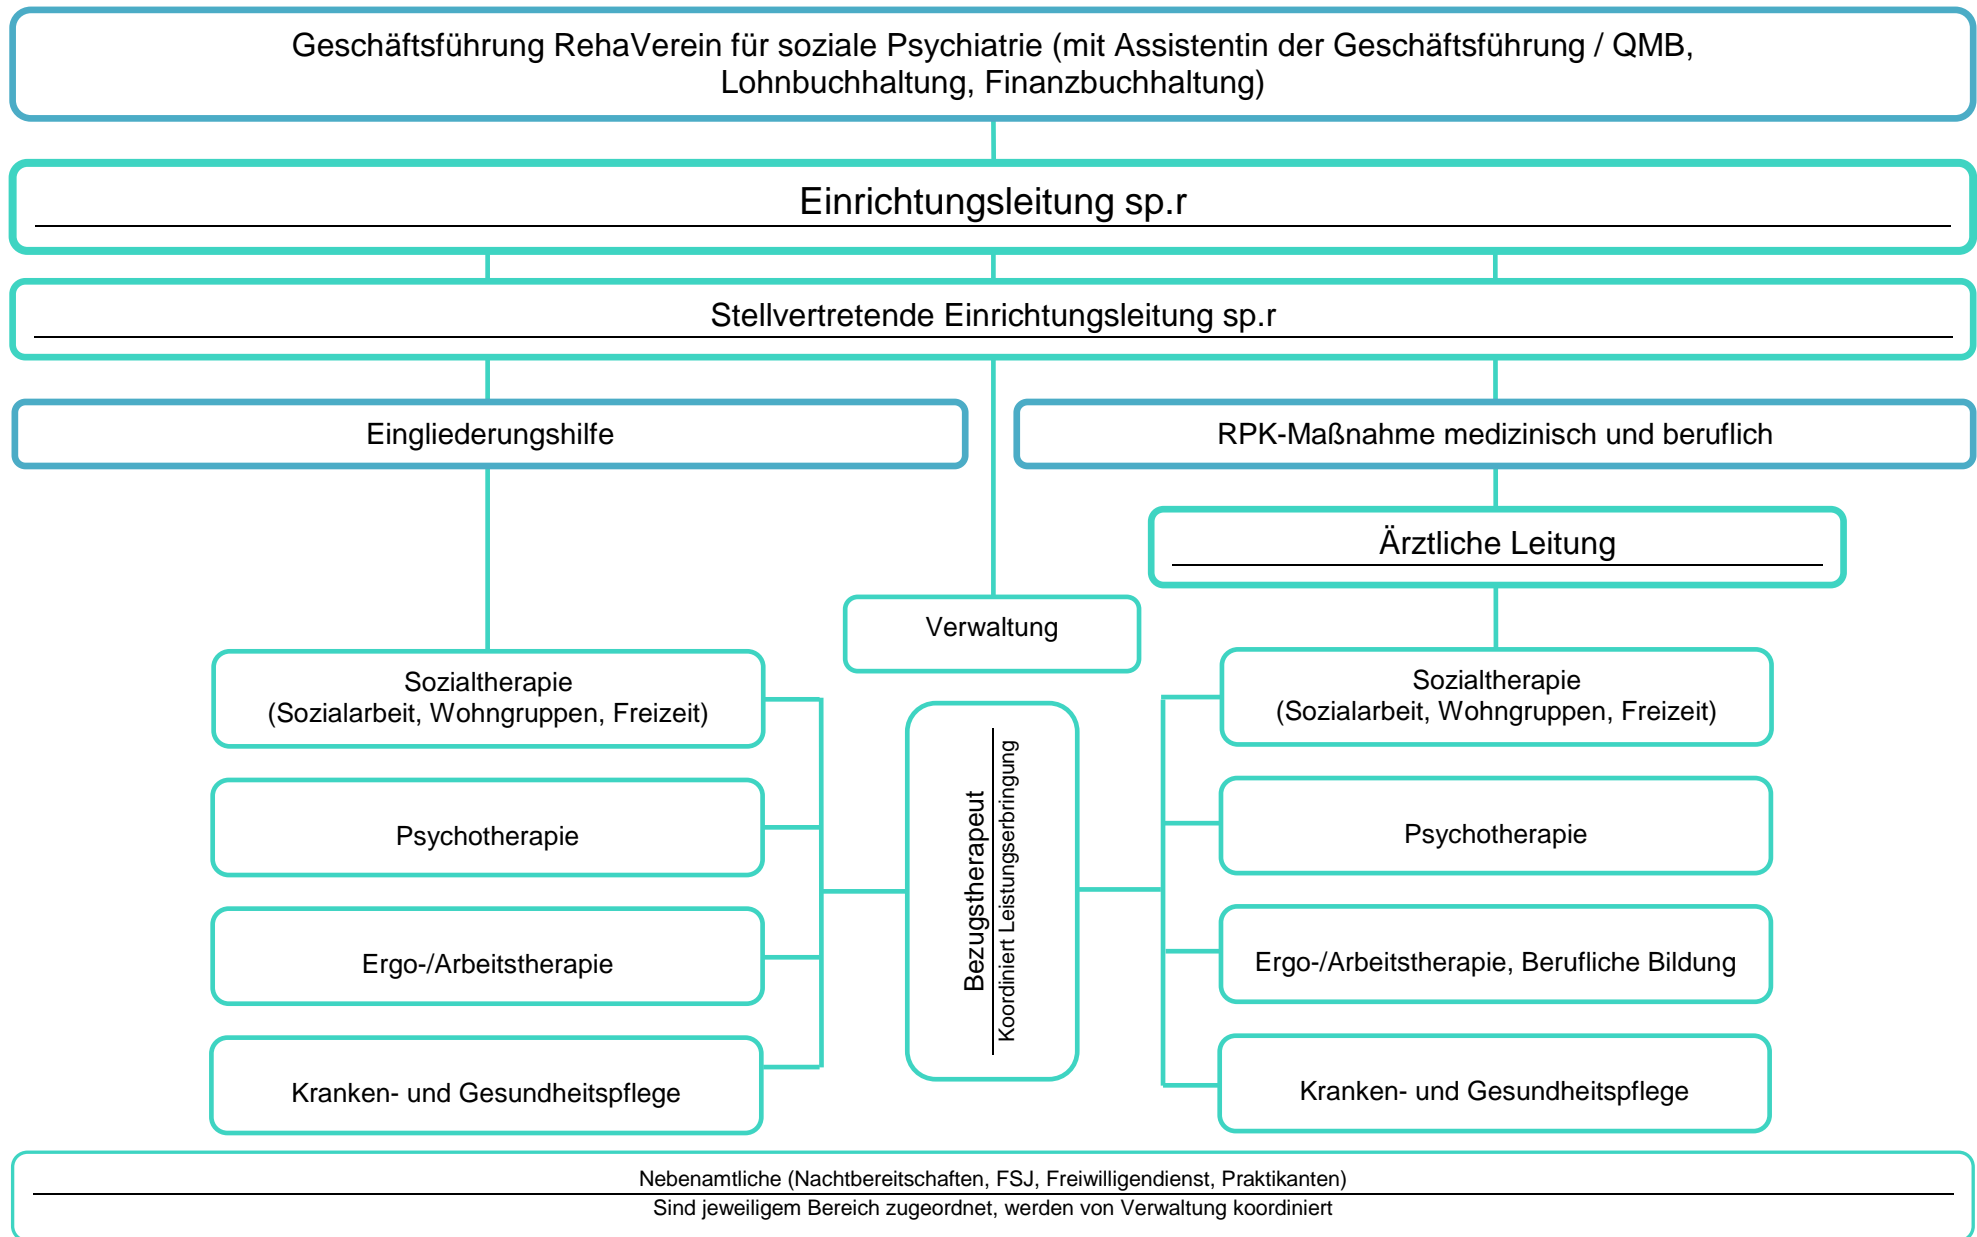 Geschäftsführung RehaVerein für soziale Psychiatrie (mit Assistentin der Geschäftsführung / QMB,
Lohnbuchhaltung, Finanzbuchhaltung)
Einrichtungsleitung sp.r
Stellvertretende Einrichtungsleitung sp.r
Eingliederungshilfe
RPK-Maßnahme medizinisch und beruflich
Ärztliche Leitung
Verwaltung
Sozialtherapie
(Sozialarbeit, Wohngruppen, Freizeit)
Psychotherapie
Ergo-/Arbeitstherapie
Kranken- und Gesundheitspflege
Bezugstherapeut
Koordiniert Leistungserbringung
Sozialtherapie
(Sozialarbeit, Wohngruppen, Freizeit)
Psychotherapie
Ergo-/Arbeitstherapie, Berufliche Bildung
Kranken- und Gesundheitspflege
Nebenamtliche (Nachtbereitschaften, FSJ, Freiwilligendienst, Praktikanten)
Sind jeweiligem Bereich zugeordnet, werden von Verwaltung koordiniert